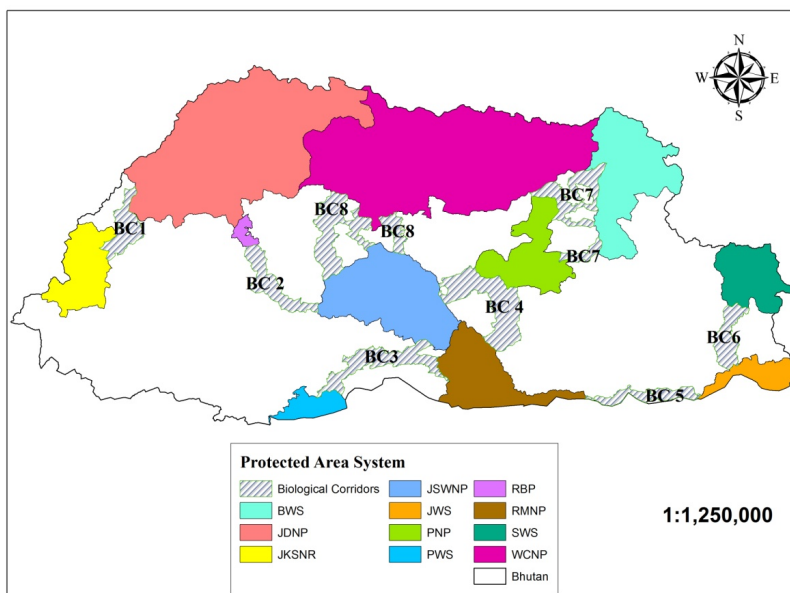 N
W E
S
BC1
BC8
BC8
BC7
BC7
BC 2
BC 4
BC3
BC6
BC 5
Protected Area System
Biological Corridors
BWS
JDNP
JKSNR
JSWNP
JWS
PNP
PWS
RBP
RMNP
SWS
WCNP
Bhutan
1:1,250,000